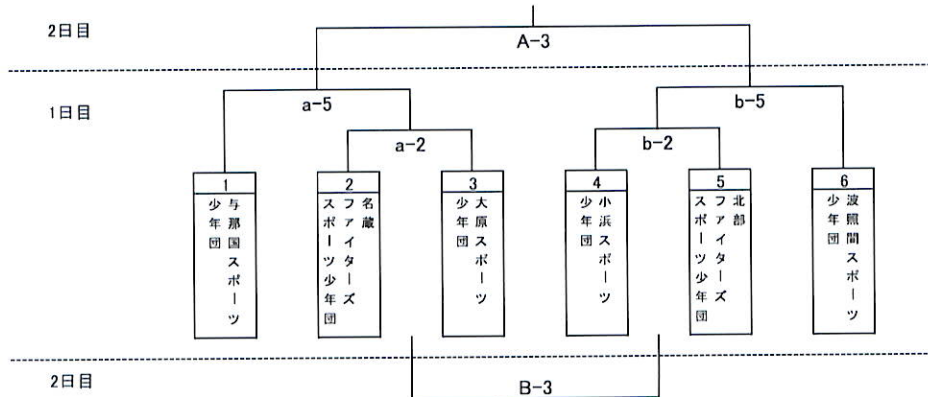 2日目
A-3
1日目
a-5
b-5
a-2
b-2
1
与那国スポーツ
少年団
2
名蔵
ファイターズ
スポーツ少年団
3
大原スポーツ
少年団
4
小浜スポーツ
少年団
5
北部
ファイターズ
スポーツ少年団
6
波照間スポーツ
少年団
2日目
B-3